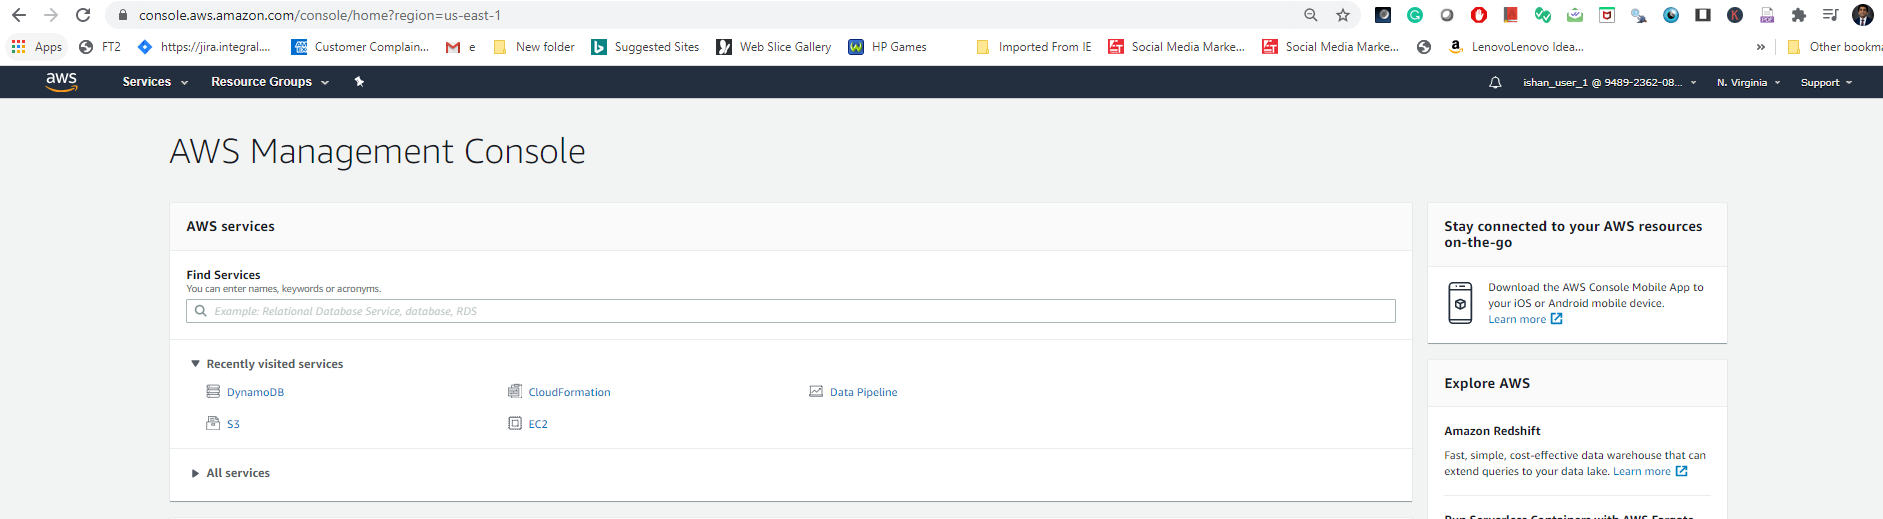 console.aws.amazon.com/console/home?region=us-east-1
Apps FT2 https://jira.integral.... Customer Complain... e New folder Suggested Sites Web Slice Gallery HP Games Imported From IE Social Media Marke... Social Media Marke... LenovoLenovo Idea... » Other bookma
aws Services Resource Groups ishan_user_1 @ 9489-2362-08... N. Virginia Support
AWS Management Console
AWS services
Find Services
You can enter names, keywords or acronyms.
Example: Relational Database Service, database, RDS
Recently visited services
DynamoDB CloudFormation Data Pipeline
S3 EC2
All services
Stay connected to your AWS resources
on-the-go
Download the AWS Console Mobile App to
your iOS or Android mobile device.
Learn more
Explore AWS
Amazon Redshift
Fast, simple, cost-effective data warehouse that can
extend queries to your data lake. Learn more
Run Serverless Containers with AWS Fargate